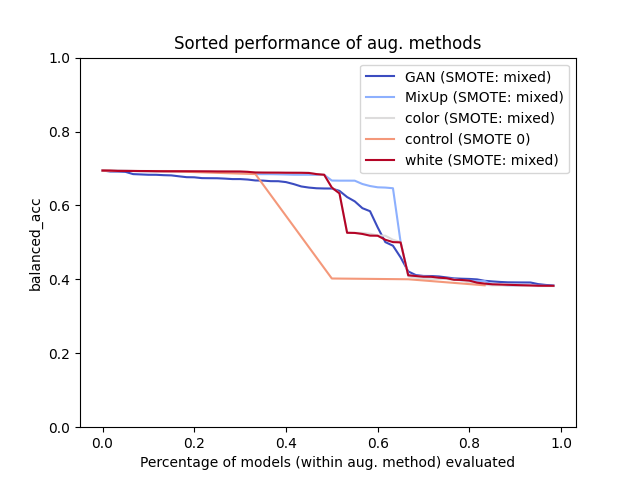 Sorted performance of aug. methods
1.0
0.8
0.6
0.4
0.2
0.0
balanced_acc
GAN (SMOTE: mixed)
MixUp (SMOTE: mixed)
color (SMOTE: mixed)
control (SMOTE 0)
white (SMOTE: mixed)
0.0 0.2 0.4 0.6 0.8 1.0
Percentage of models (within aug. method) evaluated